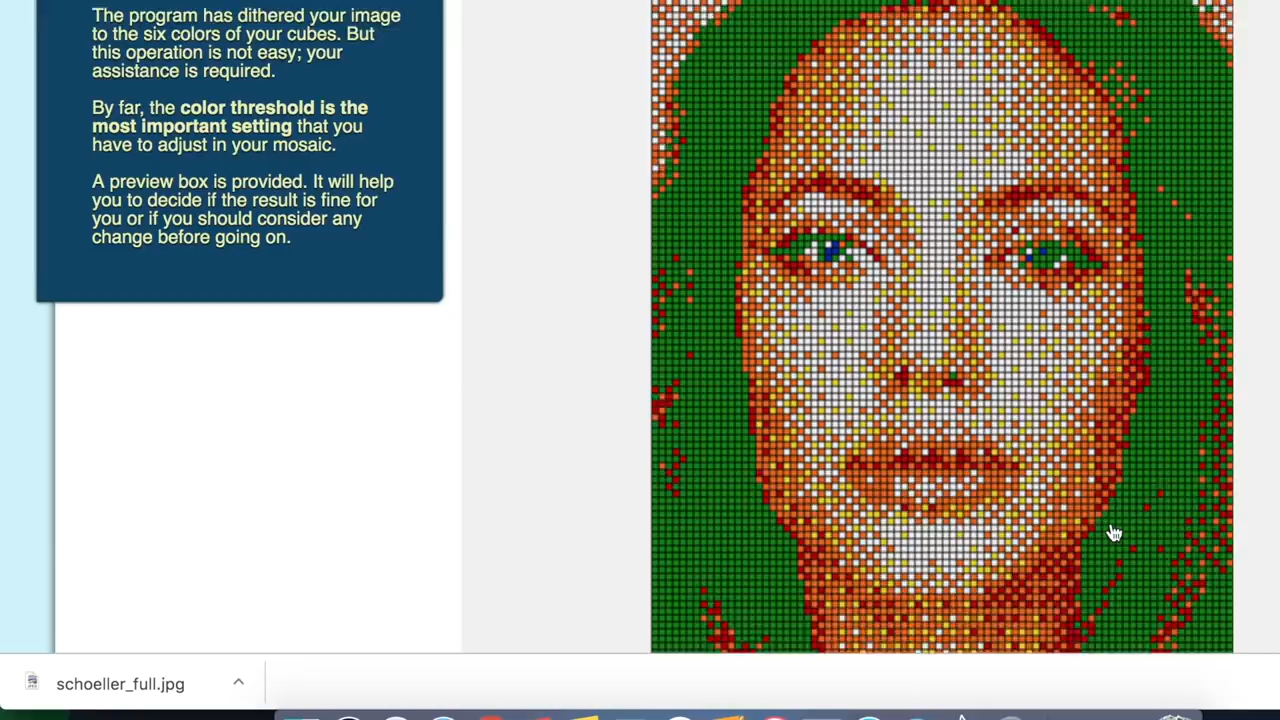 The program has dithered your image
to the six colors of your cubes. But
this operation is not easy; your
assistance is required.
By far, the color threshold is the
most important setting that you
have to adjust in your mosaic.
A preview box is provided. It will help
you to decide if the result is fine for
you or if you should consider any
change before going on.
schoeller_full.jpg